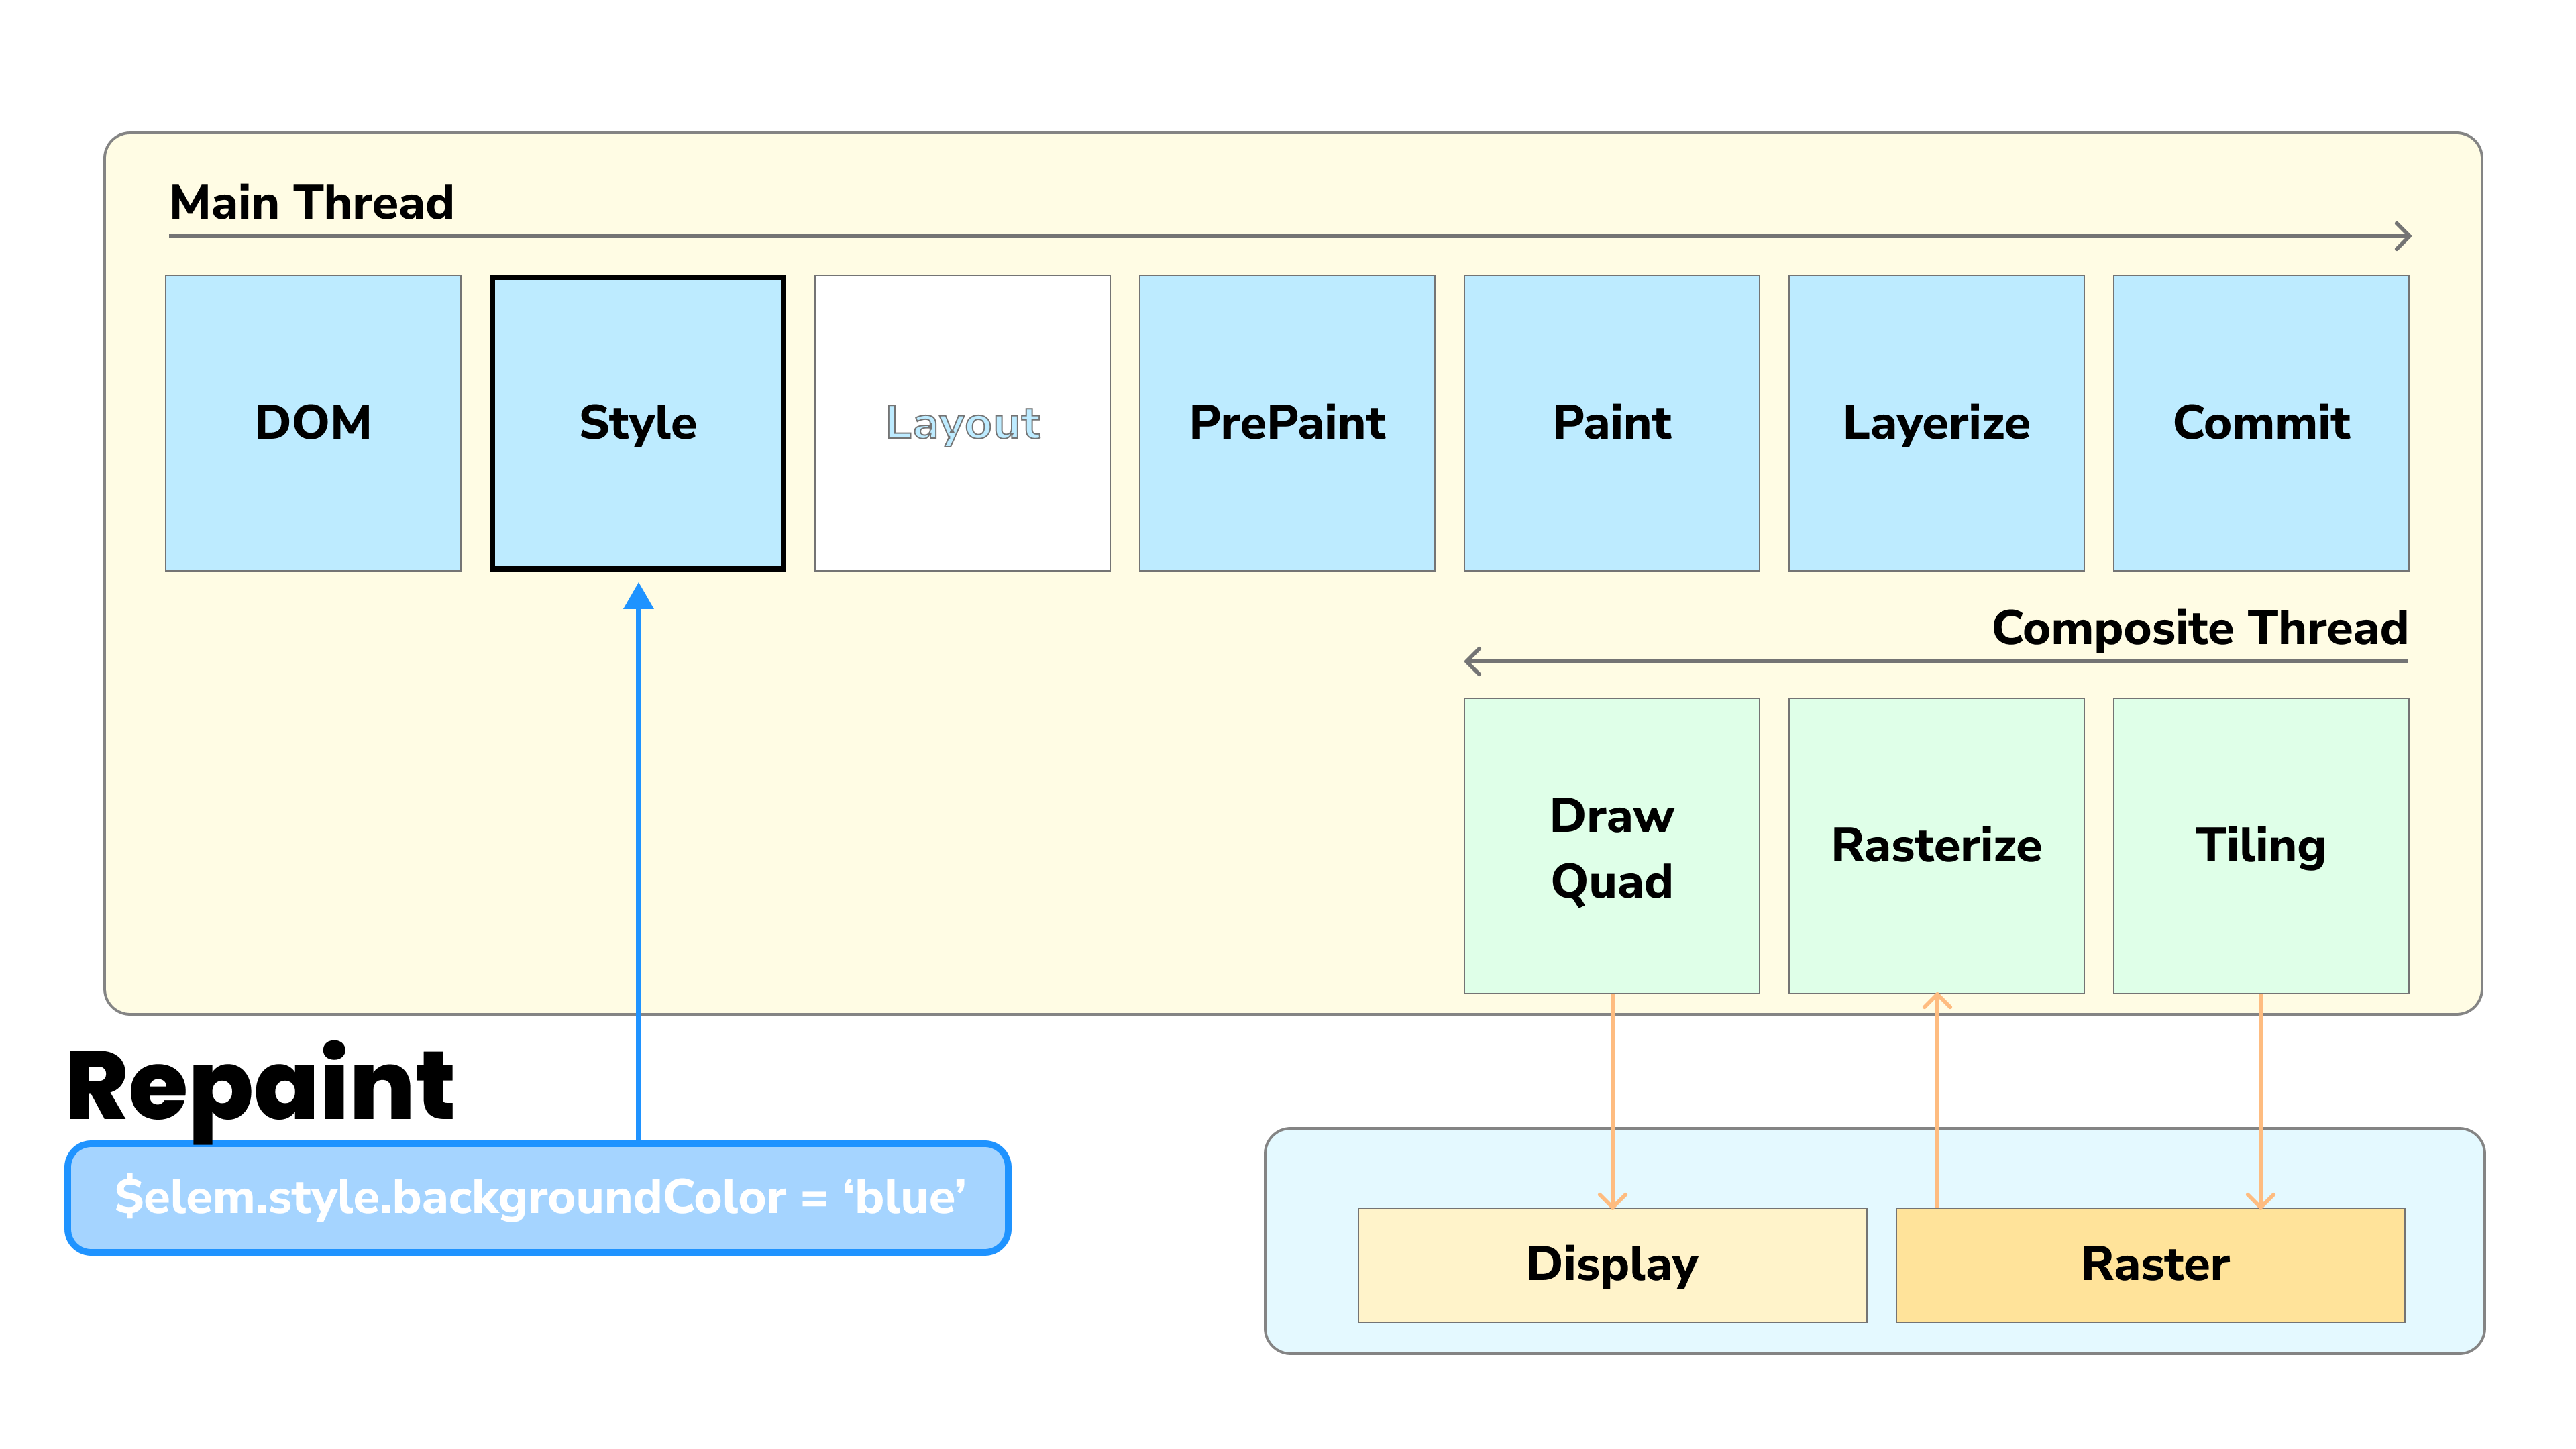 Main Thread
DOM
Style
Layout
PrePaint
Paint
Layerize
Commit
Composite Thread
Draw
Quad
Rasterize
Tiling
Repaint
$elem.style.backgroundColor = ‘blue’
Display
Raster